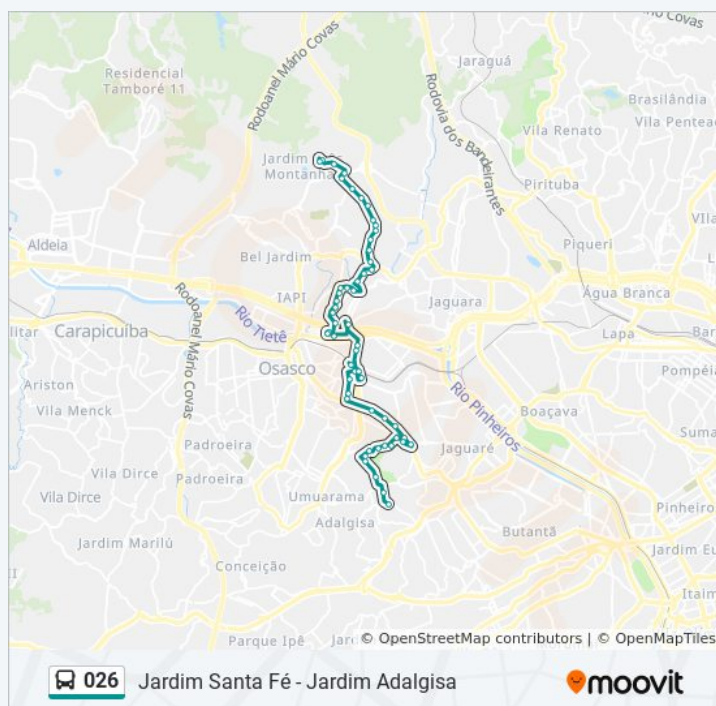 Covas
Jaraguá
Residencial
Tamboré 11
Rodoanel Mário Covas
Rodovia dos Bandeirantes
Brasilândia
Vila Penteado
Vila Renato
Jardim
Montanha
Pirituba
Aldeia
Bel Jardim
Piqueri
IAPI
Jaguara
Água Branca
Rodoanel Mário Covas
Rio Tietê
Carapicuíba
Lapa
Osasco
Rio Pinheiros
Ariston
Vila Menck
Boaçava
Padroeira
Jaguaré
Vila Dirce
Padroeira
Vila Dirce
Umuarama
Adalgisa
Butantã
Pinheiros
Jardim Marilú
Conceição
Parque Ipê
© OpenStreetMap contributors | © OpenMapTiles
026 Jardim Santa Fé - Jardim Adalgisa
moovit